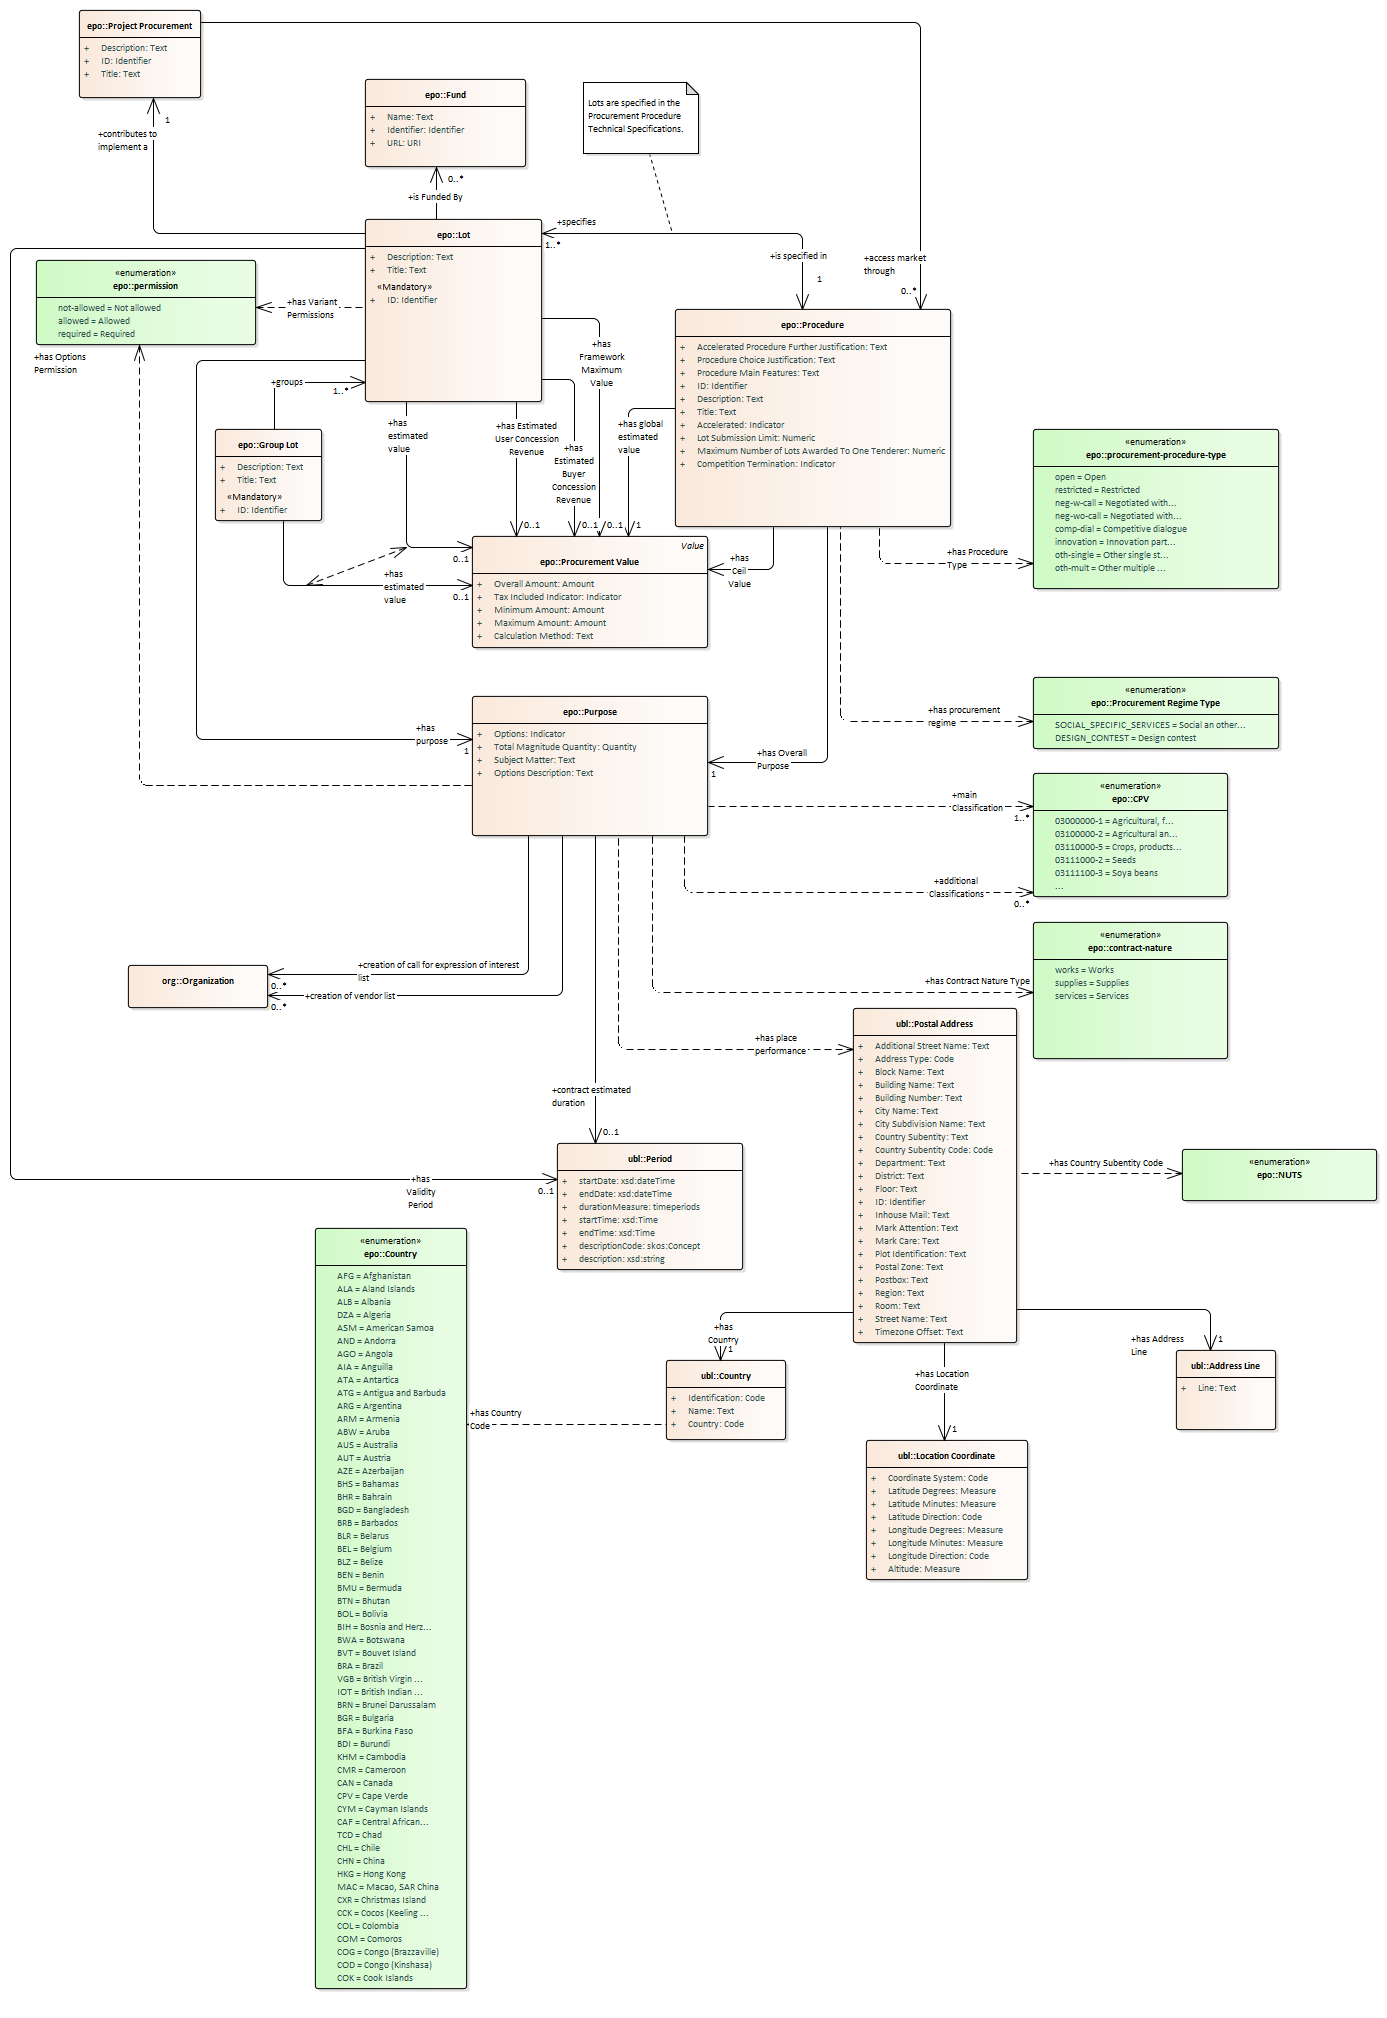 epo::Project Procurement
+ Description: Text
+ ID: Identifier
+ Title: Text
1
+contributes to
implement a
epo::Fund
+ Name: Text
+ Identifier: Identifier
+ URL: URI
0..*
+is Funded By
Lots are specified in the
Procurement Procedure
Technical Specifications.
epo::Lot
+ Description: Text
+ Title: Text
«Mandatory»
+ ID: Identifier
+specifies
1..*
+is specified in
1
+access market
through
0..*
«enumeration»
epo::permission
not-allowed = Not allowed
allowed = Allowed
required = Required
+has Variant
Permissions
+has Options
Permission
+groups
1..*
epo::Group Lot
+ Description: Text
+ Title: Text
«Mandatory»
+ ID: Identifier
+has
estimated
value
0..1
+has
estimated
value
0..1
+has Estimated
User Concession
Revenue
0..1
+has
Estimated
Buyer
Concession
Revenue
0..1
+has
Framework
Maximum
Value
0..1
+has global
estimated
value
1
epo::Procedure
+ Accelerated Procedure Further Justification: Text
+ Procedure Choice Justification: Text
+ Procedure Main Features: Text
+ ID: Identifier
+ Description: Text
+ Title: Text
+ Accelerated: Indicator
+ Lot Submission Limit: Numeric
+ Maximum Number of Lots Awarded To One Tenderer: Numeric
+ Competition Termination: Indicator
«enumeration»
epo::procurement-procedure-type
open = Open
restricted = Restricted
neg-w-call = Negotiated with...
neg-wo-call = Negotiated with...
comp-dial = Competitive dialogue
innovation = Innovation part...
oth-single = Other single st...
oth-mult = Other multiple ...
+has Procedure
Type
Value
epo::Procurement Value
+ Overall Amount: Amount
+ Tax Included Indicator: Indicator
+ Minimum Amount: Amount
+ Maximum Amount: Amount
+ Calculation Method: Text
+has
Ceil
Value
«enumeration»
epo::Procurement Regime Type
SOCIAL_SPECIFIC_SERVICES = Social an other...
DESIGN_CONTEST = Design contest
+has procurement
regime
epo::Purpose
+ Options: Indicator
+ Total Magnitude Quantity: Quantity
+ Subject Matter: Text
+ Options Description: Text
+has
purpose
1
+has Overall
Purpose
1
«enumeration»
epo::CPV
03000000-1 = Agricultural, f...
03100000-2 = Agricultural an...
03110000-5 = Crops, products...
03111000-2 = Seeds
03111100-3 = Soya beans
...
+main
Classification
1..*
+additional
Classifications
0..*
«enumeration»
epo::contract-nature
works = Works
supplies = Supplies
services = Services
+has Contract Nature Type
org::Organization
+creation of call for expression of interest
list
0..*
+creation of vendor list
0..*
+has place
performance
+contract estimated
duration
0..1
ubl::Postal Address
+ Additional Street Name: Text
+ Address Type: Code
+ Block Name: Text
+ Building Name: Text
+ Building Number: Text
+ City Name: Text
+ City Subdivision Name: Text
+ Country Subentity: Text
+ Country Subentity Code: Code
+ Department: Text
+ District: Text
+ Floor: Text
+ ID: Identifier
+ Inhouse Mail: Text
+ Mark Attention: Text
+ Mark Care: Text
+ Plot Identification: Text
+ Postal Zone: Text
+ Postbox: Text
+ Region: Text
+ Room: Text
+ Street Name: Text
+ Timezone Offset: Text
+has Country Subentity Code
«enumeration»
epo::NUTS
ubl::Period
+ startDate: xsd:dateTime
+ endDate: xsd:dateTime
+ durationMeasure: timeperiods
+ startTime: xsd:Time
+ endTime: xsd:Time
+ descriptionCode: skos:Concept
+ description: xsd:string
+has
Validity
Period
0..1
+has
Country
1
ubl::Country
+ Identification: Code
+ Name: Text
+ Country: Code
+has Country
Code
+has Location
Coordinate
1
ubl::Location Coordinate
+ Coordinate System: Code
+ Latitude Degrees: Measure
+ Latitude Minutes: Measure
+ Latitude Direction: Code
+ Longitude Degrees: Measure
+ Longitude Minutes: Measure
+ Longitude Direction: Code
+ Altitude: Measure
+has Address
Line
1
ubl::Address Line
+ Line: Text
«enumeration»
epo::Country
AFG = Afghanistan
ALA = Aland Islands
ALB = Albania
DZA = Algeria
ASM = American Samoa
AND = Andorra
AGO = Angola
AIA = Anguilla
ATA = Antartica
ATG = Antigua and Barbuda
ARG = Argentina
ARM = Armenia
ABW = Aruba
AUS = Australia
AUT = Austria
AZE = Azerbaijan
BHS = Bahamas
BHR = Bahrain
BGD = Bangladesh
BRB = Barbados
BLR = Belarus
BEL = Belgium
BLZ = Belize
BEN = Benin
BMU = Bermuda
BTN = Bhutan
BOL = Bolivia
BIH = Bosnia and Herz...
BWA = Botswana
BVT = Bouvet Island
BRA = Brazil
VGB = British Virgin ...
IOT = British Indian ...
BRN = Brunei Darussalam
BGR = Bulgaria
BFA = Burkina Faso
BDI = Burundi
KHM = Cambodia
CMR = Cameroon
CAN = Canada
CPV = Cape Verde
CYM = Cayman Islands
CAF = Central African...
TCD = Chad
CHL = Chile
CHN = China
HKG = Hong Kong
MAC = Macao, SAR China
CXR = Christmas Island
CCK = Cocos (Keeling ...
COL = Colombia
COM = Comoros
COG = Congo (Brazzaville)
COD = Congo (Kinshasa)
COK = Cook Islands